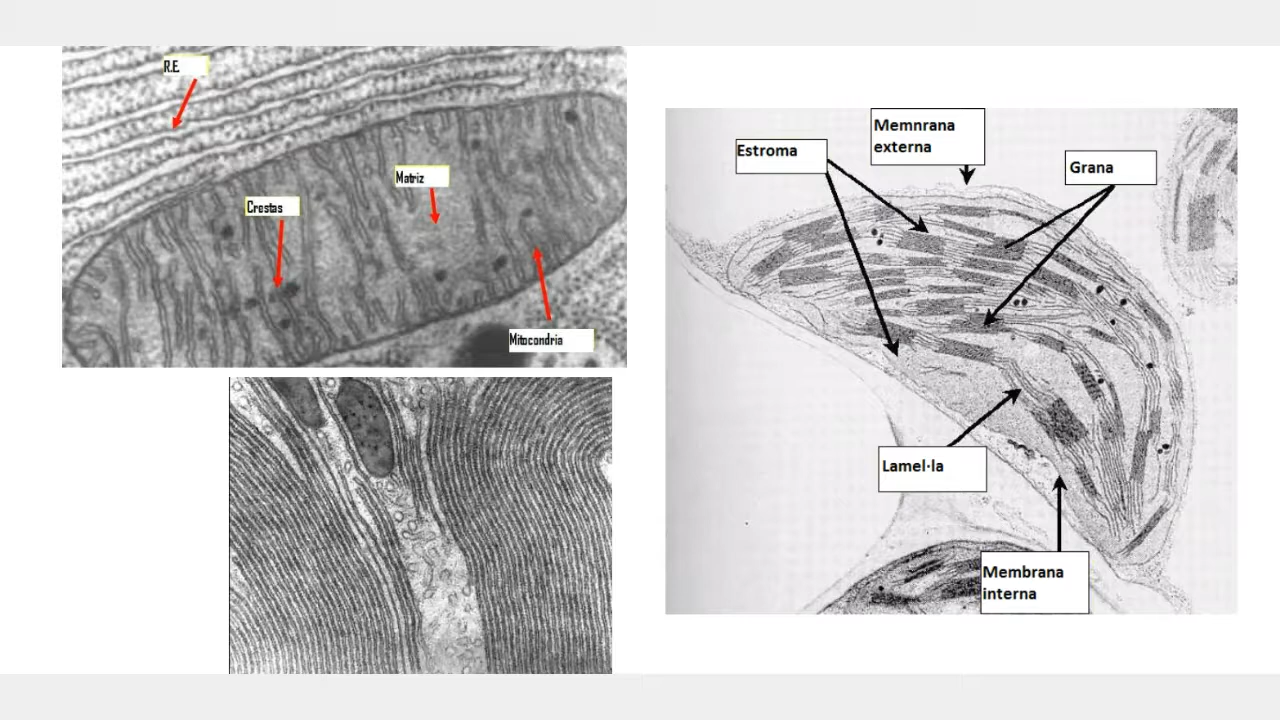 R.E.
Matriz
Crestas
Mitocondria
Memnrana
externa
Estroma
Grana
Lamel·la
Membrana
interna